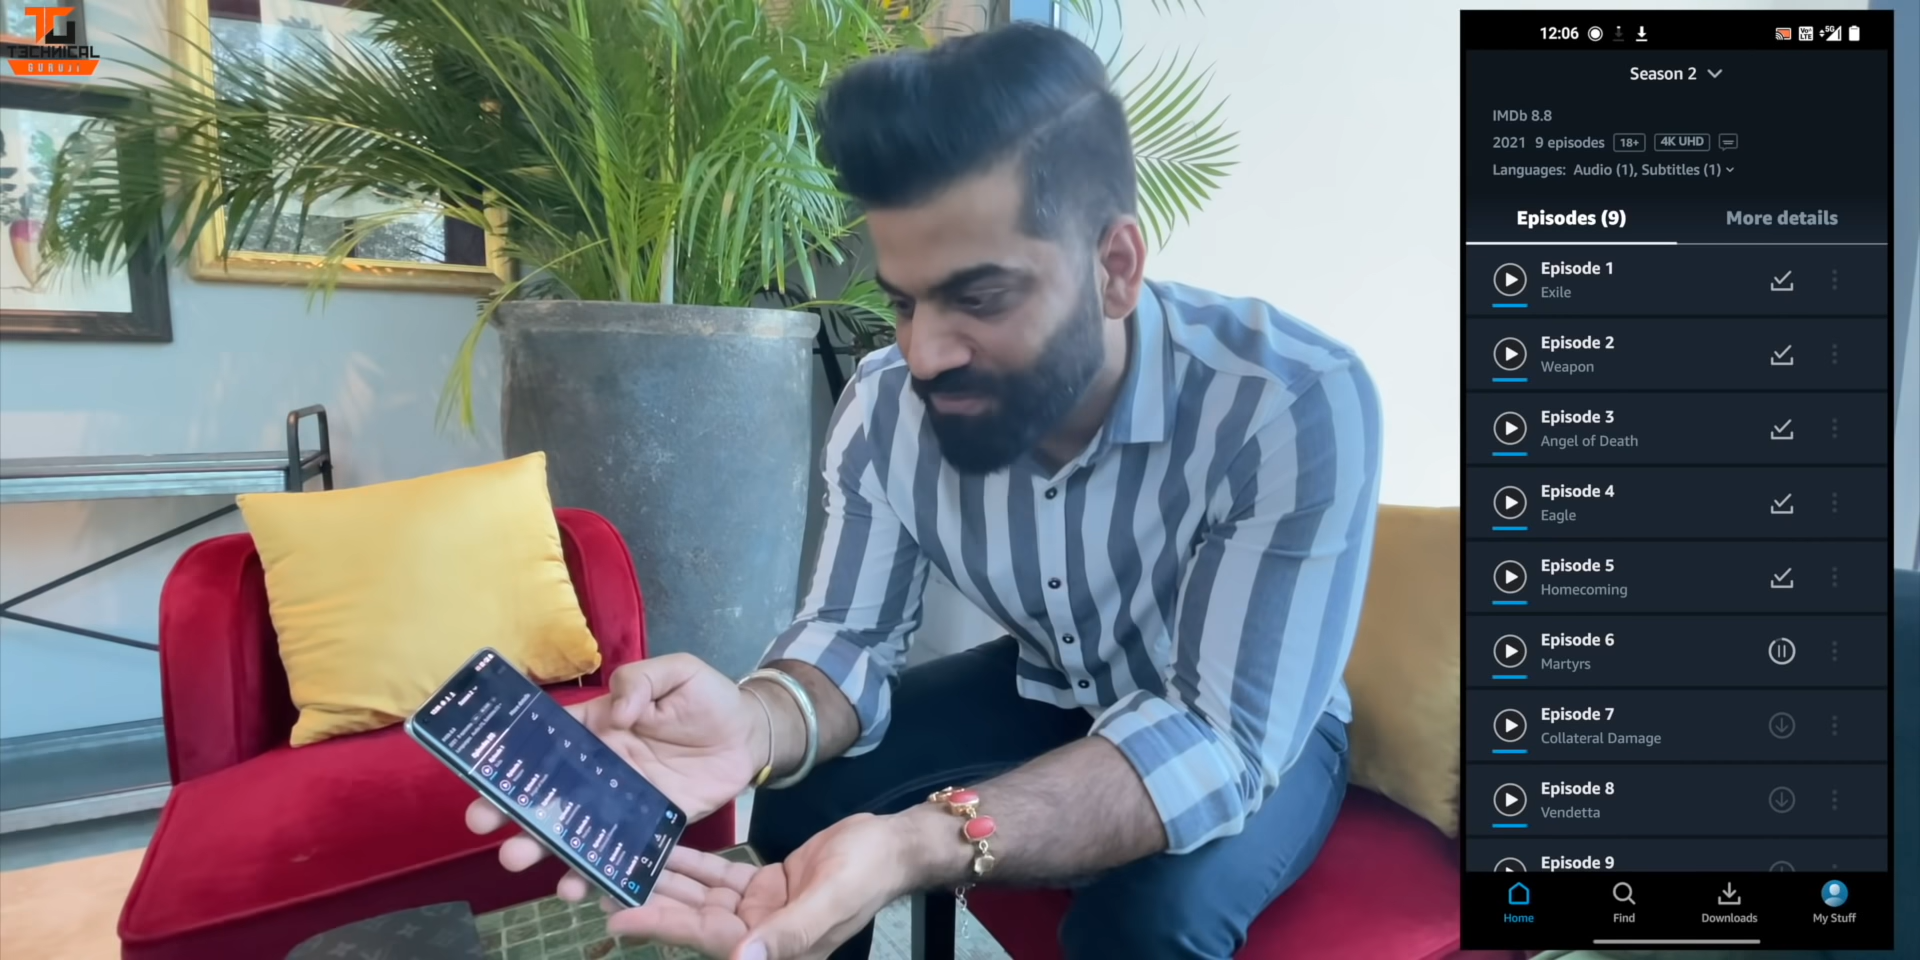 T3CHNICAL
GURUJI
12:06
5G
Season 2
IMDb 8.8
2021 9 episodes 18+ 4K UHD
Languages: Audio (1), Subtitles (1)
Episodes (9) More details
Episode 1
Exile
Episode 2
Weapon
Episode 3
Angel of Death
Episode 4
Eagle
Episode 5
Homecoming
Episode 6
Martyrs
Episode 7
Collateral Damage
Episode 8
Vendetta
Episode 9
Home Find Downloads My Stuff